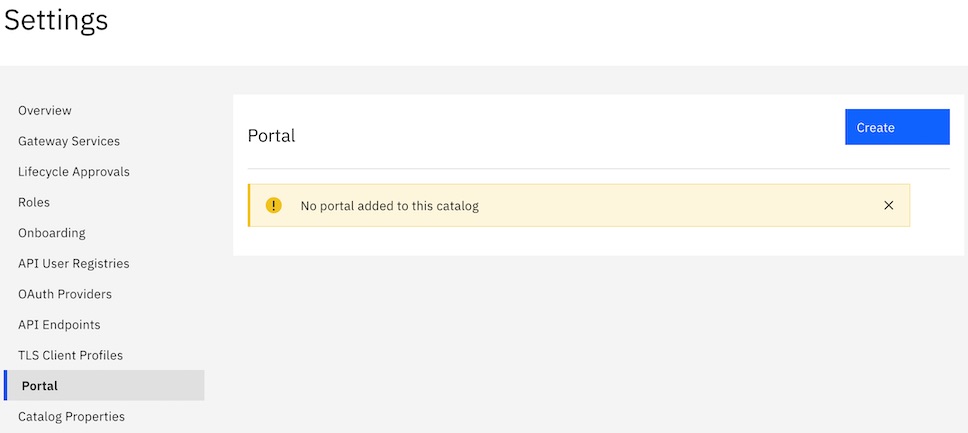 Settings
Overview
Gateway Services
Lifecycle Approvals
Roles
Onboarding
API User Registries
OAuth Providers
API Endpoints
TLS Client Profiles
Portal
Catalog Properties
Portal
Create
No portal added to this catalog